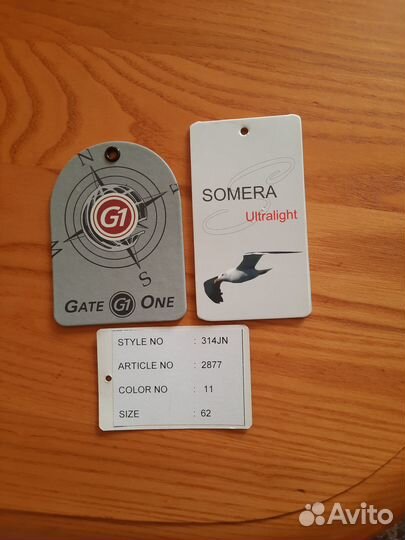 N
E
S
W
G1
GATE G1 ONE
SOMERA
Ultralight
STYLE NO : 314JN
ARTICLE NO : 2877
COLOR NO : 11
SIZE : 62
Avito